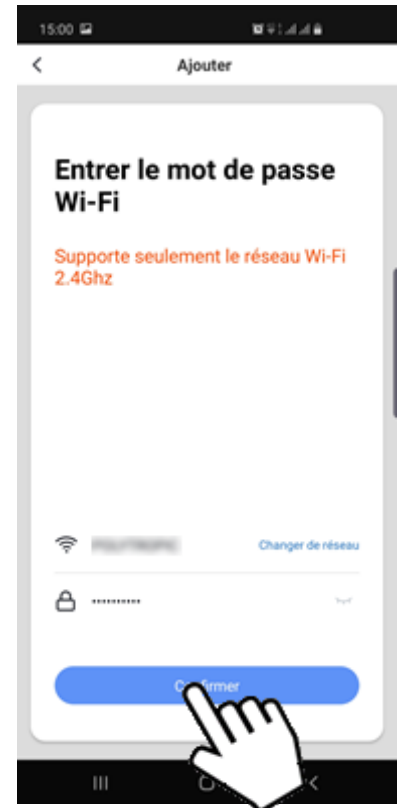 15:00
Ajouter
Entrer le mot de passe
Wi-Fi
Supporte seulement le réseau Wi-Fi
2.4Ghz
Changer de réseau
Confirmer